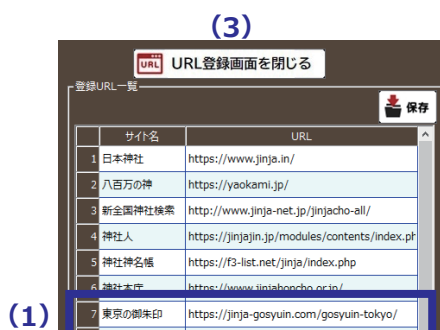 (3)
URL URL登録画面を閉じる
登録URL一覧
保存
サイト名 URL
1 日本神社 https://www.jinja.in/
2 八百万の神 https://yaokami.jp/
3 新全国神社検索 http://www.jinja-net.jp/jinjacho-all/
4 神社人 https://jinjajin.jp/modules/contents/index.ph
5 神社神名帳 https://f3-list.net/jinja/index.php
6 神社本庁 https://www.jinjahoncho.or.jp/
(1) 7 東京の御朱印 https://jinja-gosyuin.com/gosyuin-tokyo/